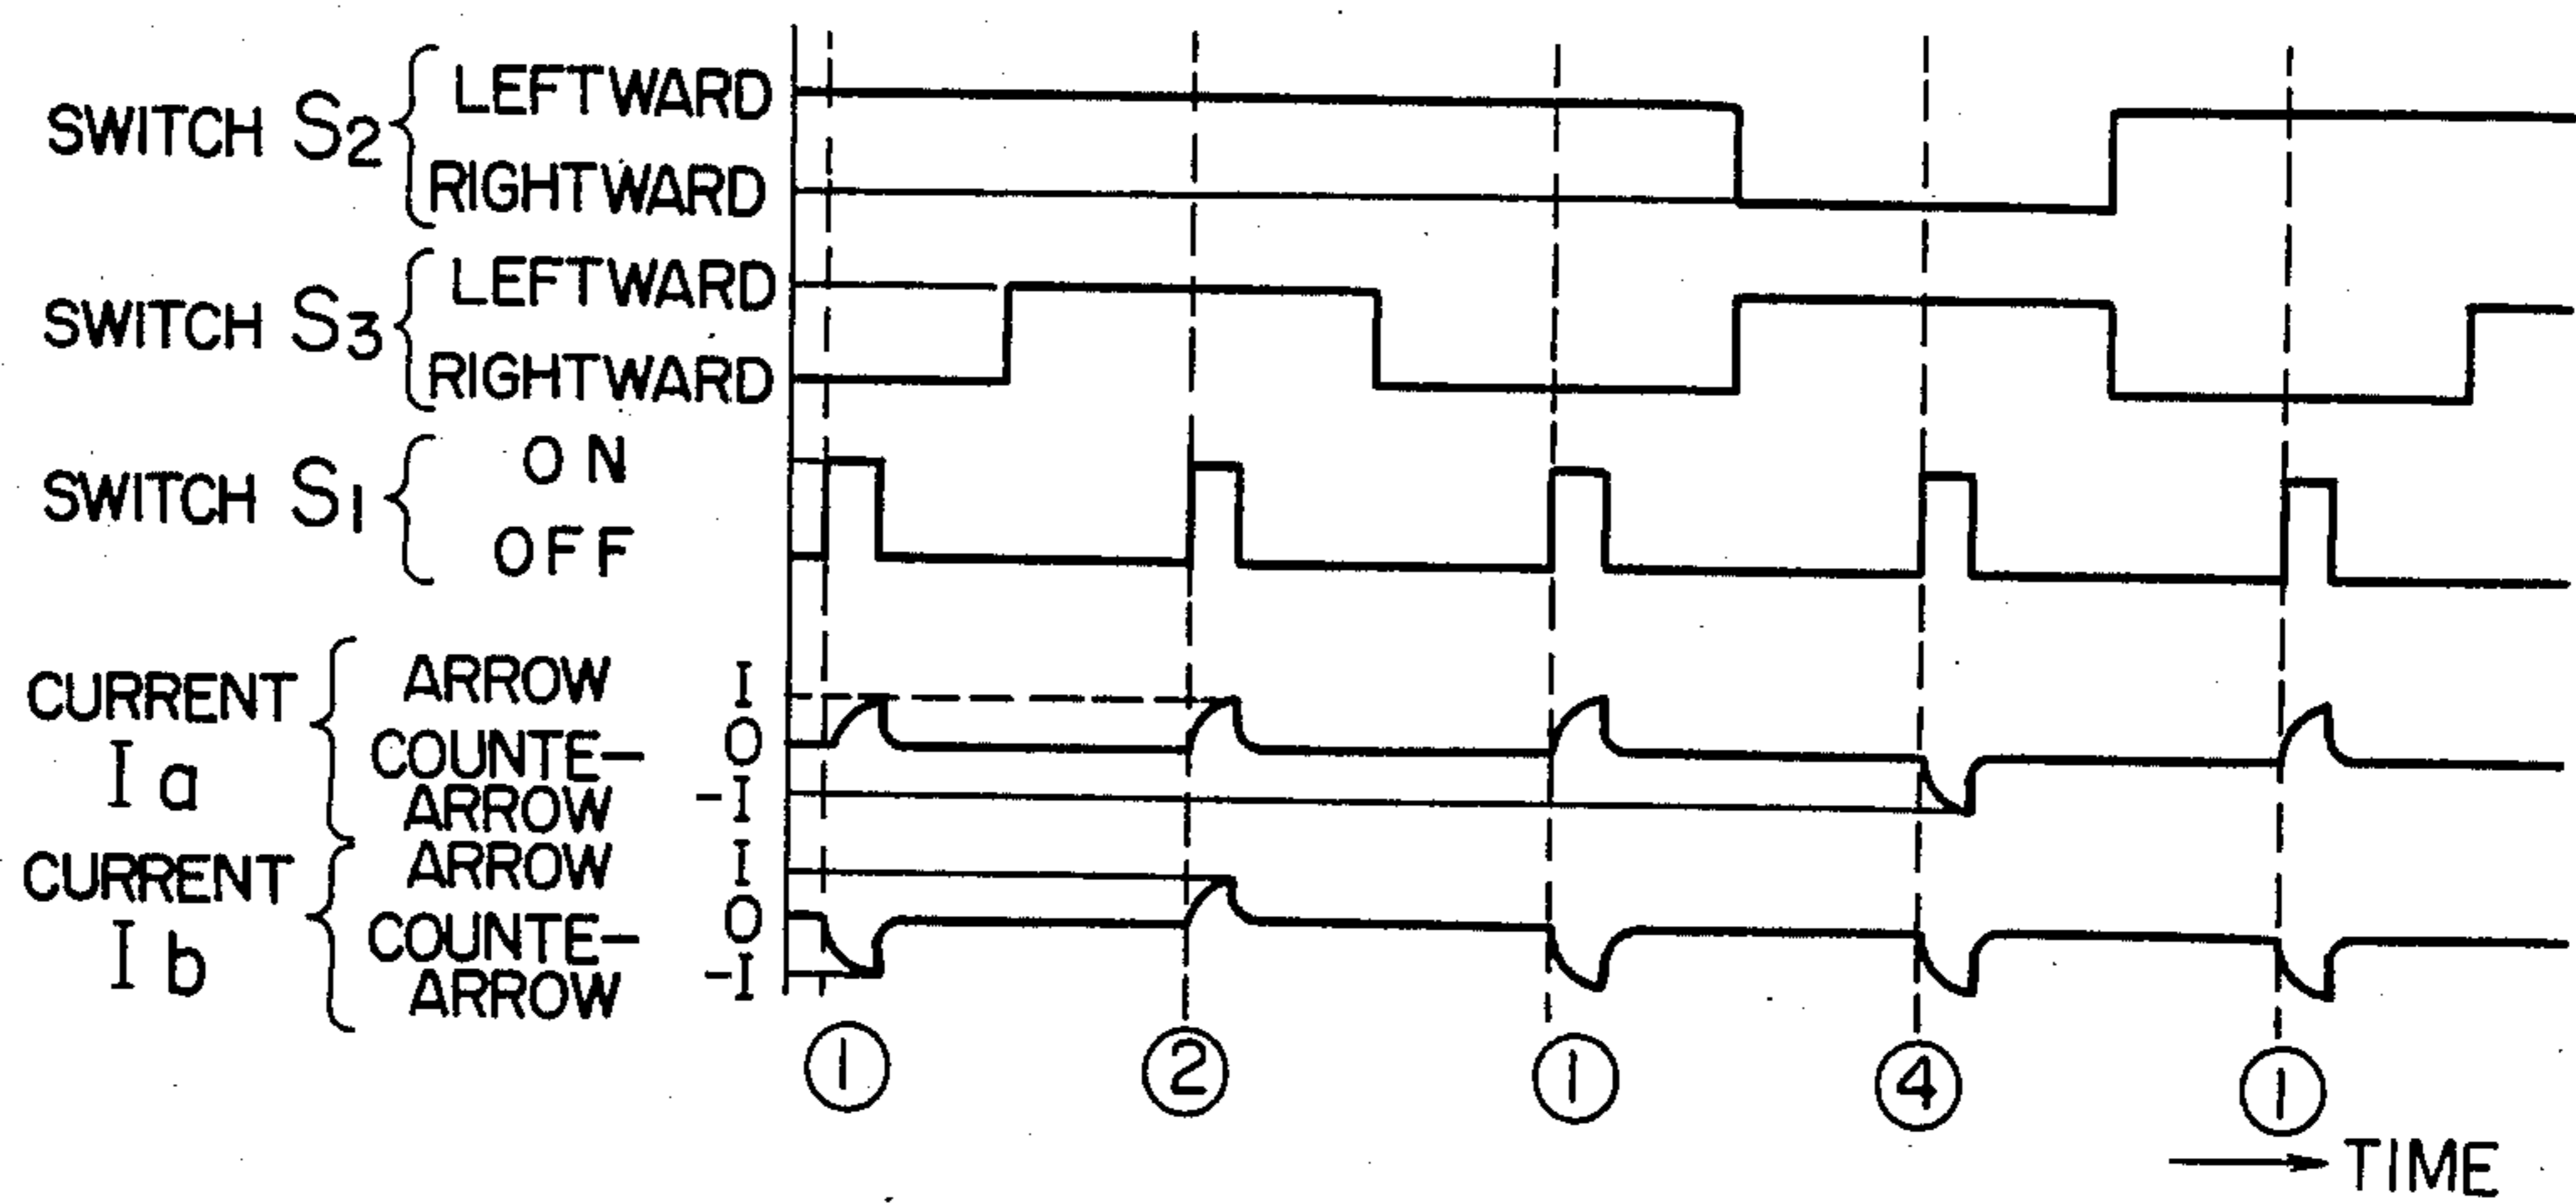 SWITCH S2 { LEFTWARD
RIGHTWARD
SWITCH S3 { LEFTWARD
RIGHTWARD
SWITCH S1 { ON
OFF
CURRENT Ia { ARROW I
O
COUNTE-
ARROW -I
CURRENT Ib { ARROW I
O
COUNTE-
ARROW -I
① ② ① ④ ①
→ TIME